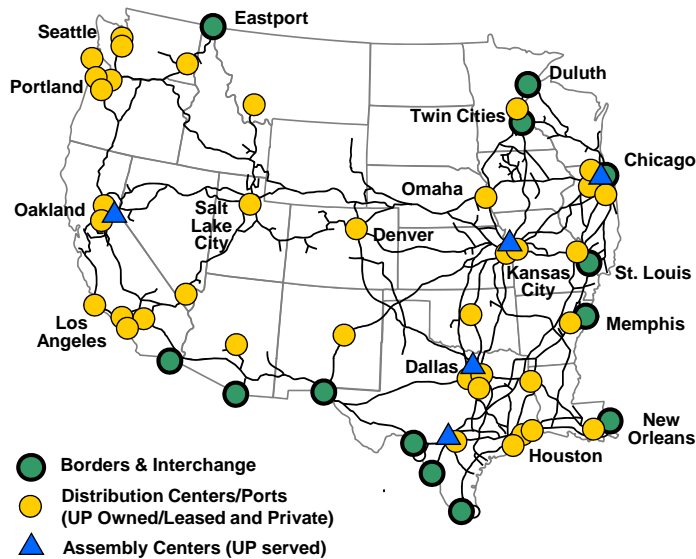 Eastport
Seattle
Duluth
Portland
Twin Cities
Chicago
Omaha
Oakland
Salt
Lake
City
Denver
Kansas
City
St. Louis
Los
Angeles
Memphis
Dallas
New
Orleans
Houston
Borders & Interchange
Distribution Centers/Ports
(UP Owned/Leased and Private)
Assembly Centers (UP served)